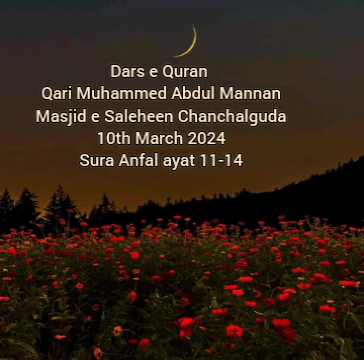 Dars e Quran
Qari Muhammed Abdul Mannan
Masjid e Saleheen Chanchalguda
10th March 2024
Sura Anfal ayat 11-14